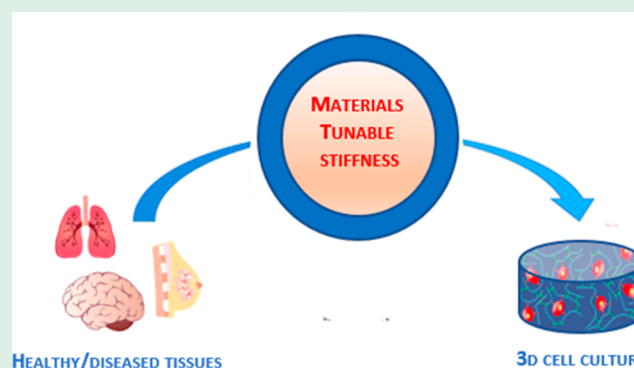 MATERIALS
TUNABLE
STIFFNESS
HEALTHY/DISEASED TISSUES
3D CELL CULTUR